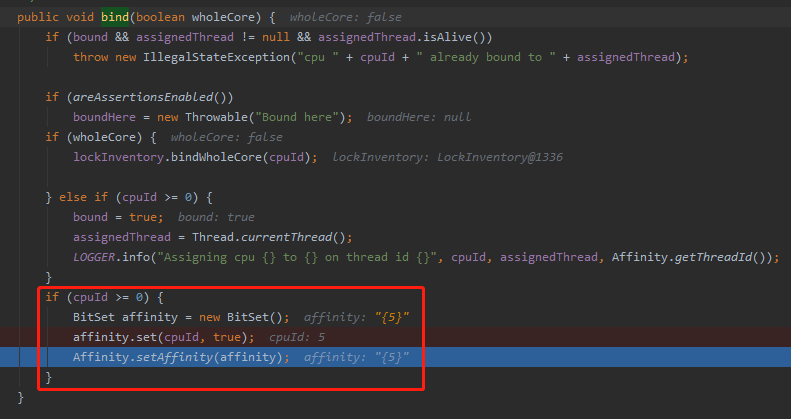 public void bind(boolean wholeCore) {  wholeCore: false
if (bound && assignedThread != null && assignedThread.isAlive())
throw new IllegalStateException("cpu " + cpuId + " already bound to " + assignedThread);
if (areAssertionsEnabled())
boundHere = new Throwable("Bound here");  boundHere: null
if (wholeCore) {  wholeCore: false
lockInventory.bindWholeCore(cpuId);  lockInventory: LockInventory@1336
} else if (cpuId >= 0) {
bound = true;  bound: true
assignedThread = Thread.currentThread();
LOGGER.info("Assigning cpu {} to {} on thread id {}", cpuId, assignedThread, Affinity.getThreadId());
}
if (cpuId >= 0) {
BitSet affinity = new BitSet();  affinity: "{5}"
affinity.set(cpuId, true);  cpuId: 5
Affinity.setAffinity(affinity);  affinity: "{5}"
}
}